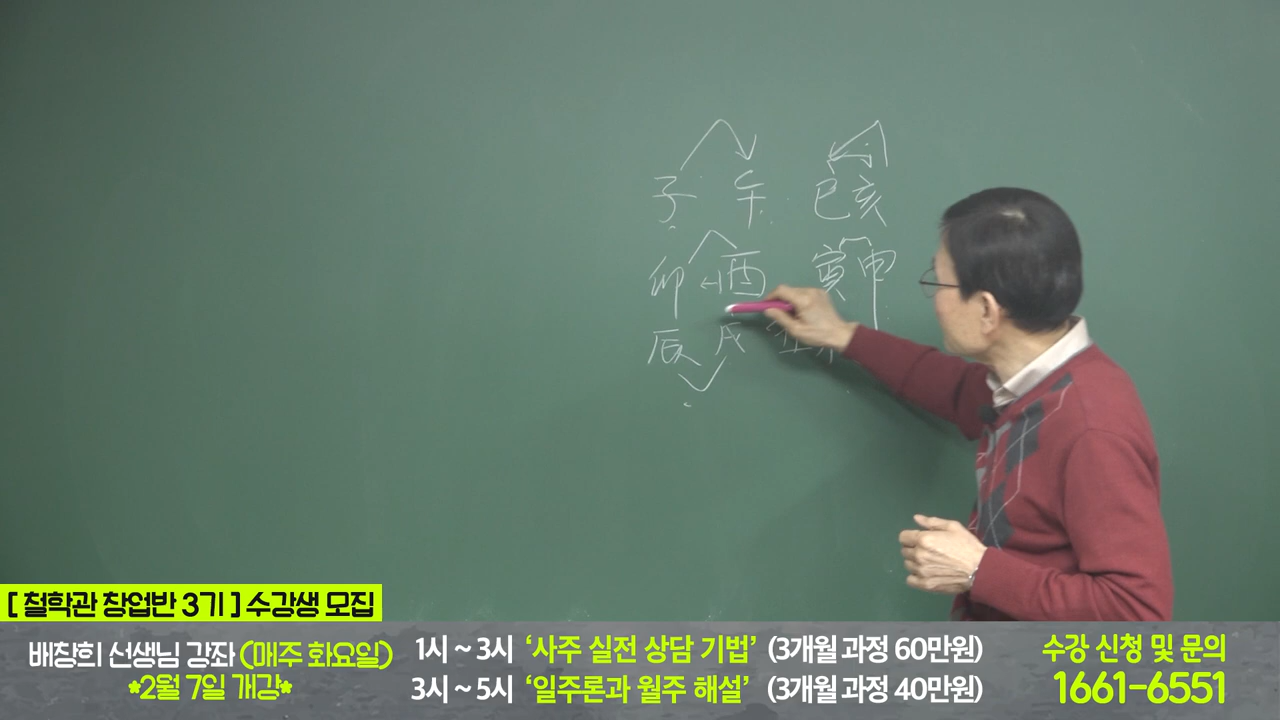 子 午 巳亥
卯 酉 寅申
辰 戌 丑未
[ 철학관 창업반 3기 ] 수강생 모집
배창희 선생님 강좌 (매주 화요일)
*2월 7일 개강*
1시 ~ 3시 ‘사주 실전 상담 기법’ (3개월 과정 60만원)
3시 ~ 5시 ‘일주론과 월주 해설’ (3개월 과정 40만원)
수강 신청 및 문의
1661-6551